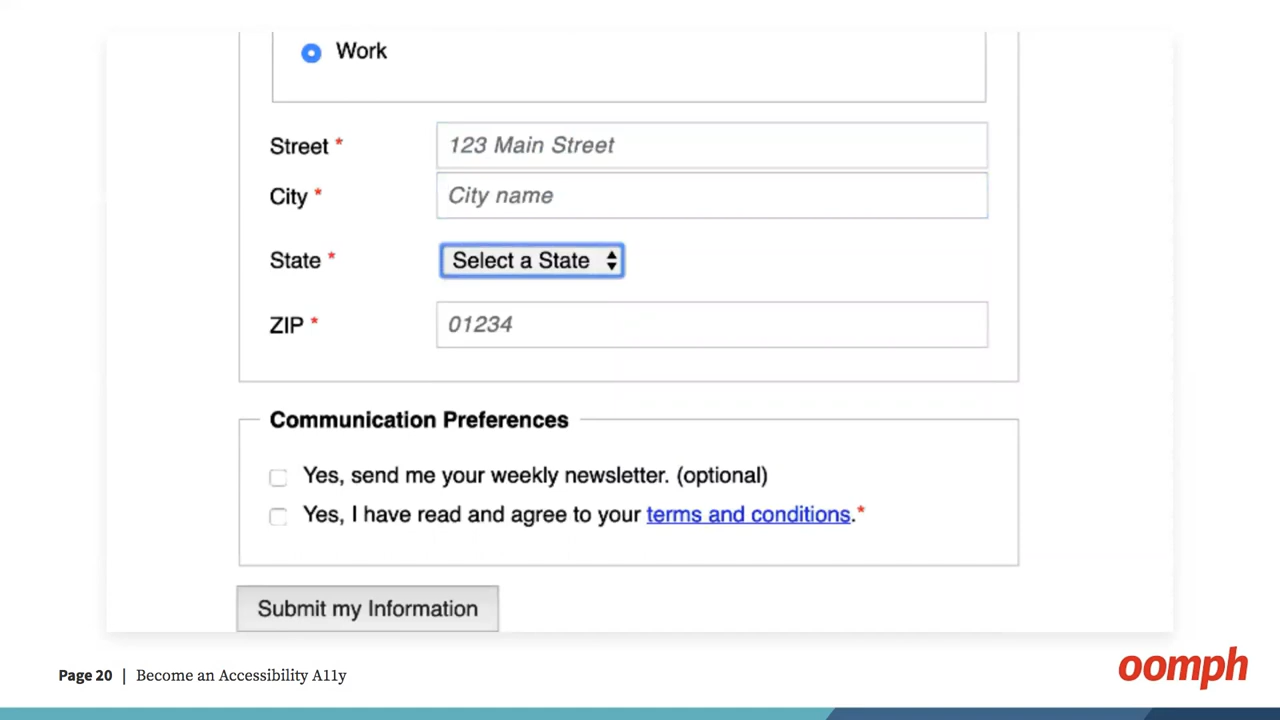 Work
Street * 123 Main Street
City * City name
State * Select a State
ZIP * 01234
Communication Preferences
Yes, send me your weekly newsletter. (optional)
Yes, I have read and agree to your terms and conditions.*
Submit my Information
Page 20 | Become an Accessibility A11y
oomph